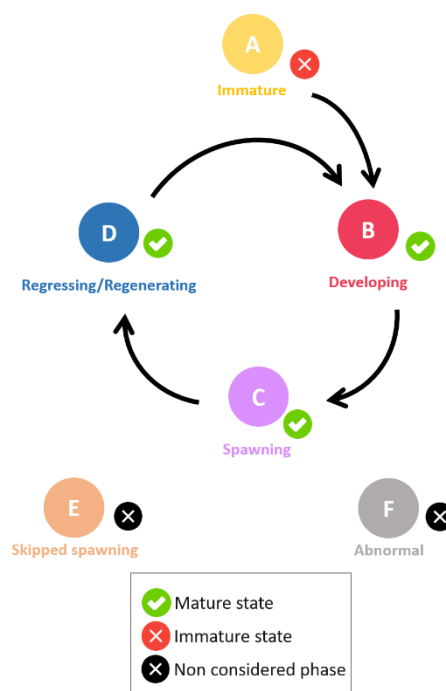 A
Immature
D
B
Regressing/Regenerating
Developing
C
Spawning
E
F
Skipped spawning
Abnormal
Mature state
Immature state
Non considered phase